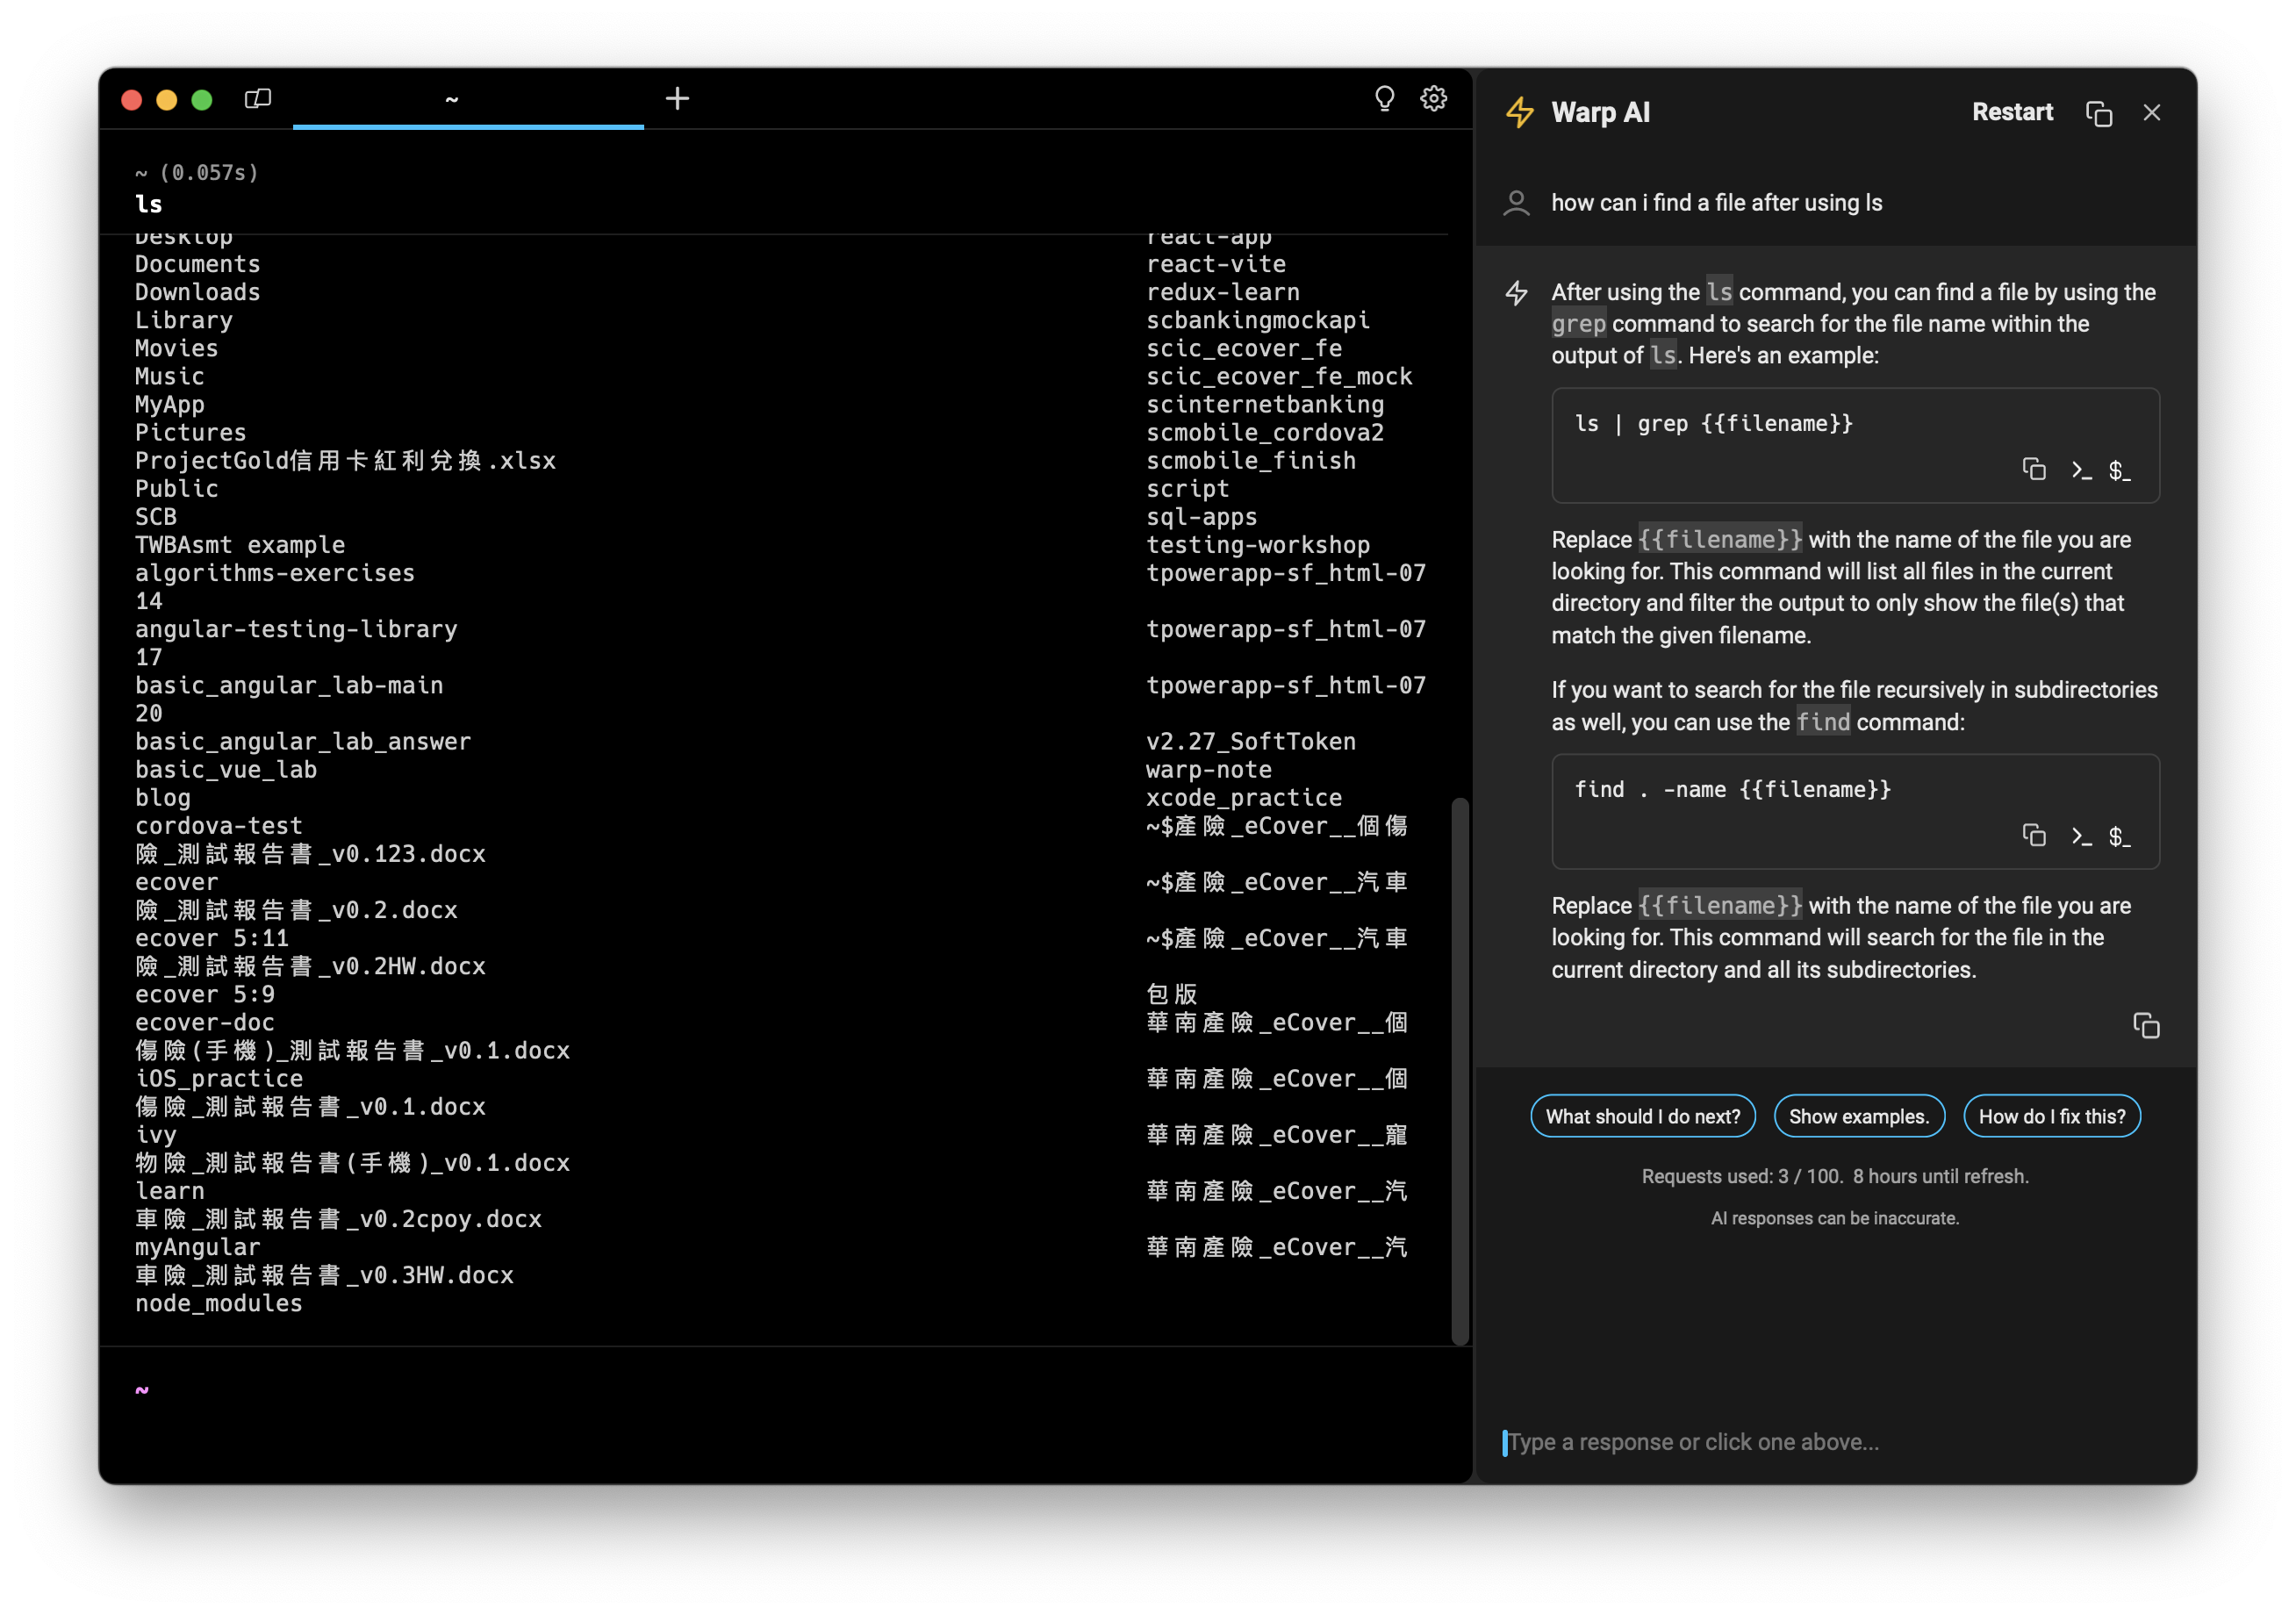 ~
~ (0.057s)
ls
Desktop react-app
Documents react-vite
Downloads redux-learn
Library scbankingmockapi
Movies scic_ecover_fe
Music scic_ecover_fe_mock
MyApp scinternetbanking
Pictures scmobile_cordova2
ProjectGold信用卡紅利兌換.xlsx scmobile_finish
Public script
SCB sql-apps
TWBAsmt example testing-workshop
algorithms-exercises tpowerapp-sf_html-07
14
angular-testing-library tpowerapp-sf_html-07
17
basic_angular_lab-main tpowerapp-sf_html-07
20
basic_angular_lab_answer v2.27_SoftToken
basic_vue_lab warp-note
blog xcode_practice
cordova-test ~$產險_eCover__個傷
險_測試報告書_v0.123.docx
ecover ~$產險_eCover__汽車
險_測試報告書_v0.2.docx
ecover 5:11 ~$產險_eCover__汽車
險_測試報告書_v0.2HW.docx
ecover 5:9 包版
ecover-doc 華南產險_eCover__個
傷險(手機)_測試報告書_v0.1.docx
iOS_practice 華南產險_eCover__個
傷險_測試報告書_v0.1.docx
ivy 華南產險_eCover__寵
物險_測試報告書(手機)_v0.1.docx
learn 華南產險_eCover__汽
車險_測試報告書_v0.2cpoy.docx
myAngular 華南產險_eCover__汽
車險_測試報告書_v0.3HW.docx
node_modules
~
Warp AI Restart
how can i find a file after using ls
After using the ls command, you can find a file by using the
grep command to search for the file name within the
output of ls. Here's an example:
ls | grep {{filename}}
>_ $_
Replace {{filename}} with the name of the file you are
looking for. This command will list all files in the current
directory and filter the output to only show the file(s) that
match the given filename.
If you want to search for the file recursively in subdirectories
as well, you can use the find command:
find . -name {{filename}}
>_ $_
Replace {{filename}} with the name of the file you are
looking for. This command will search for the file in the
current directory and all its subdirectories.
What should I do next? Show examples. How do I fix this?
Requests used: 3 / 100. 8 hours until refresh.
AI responses can be inaccurate.
Type a response or click one above...